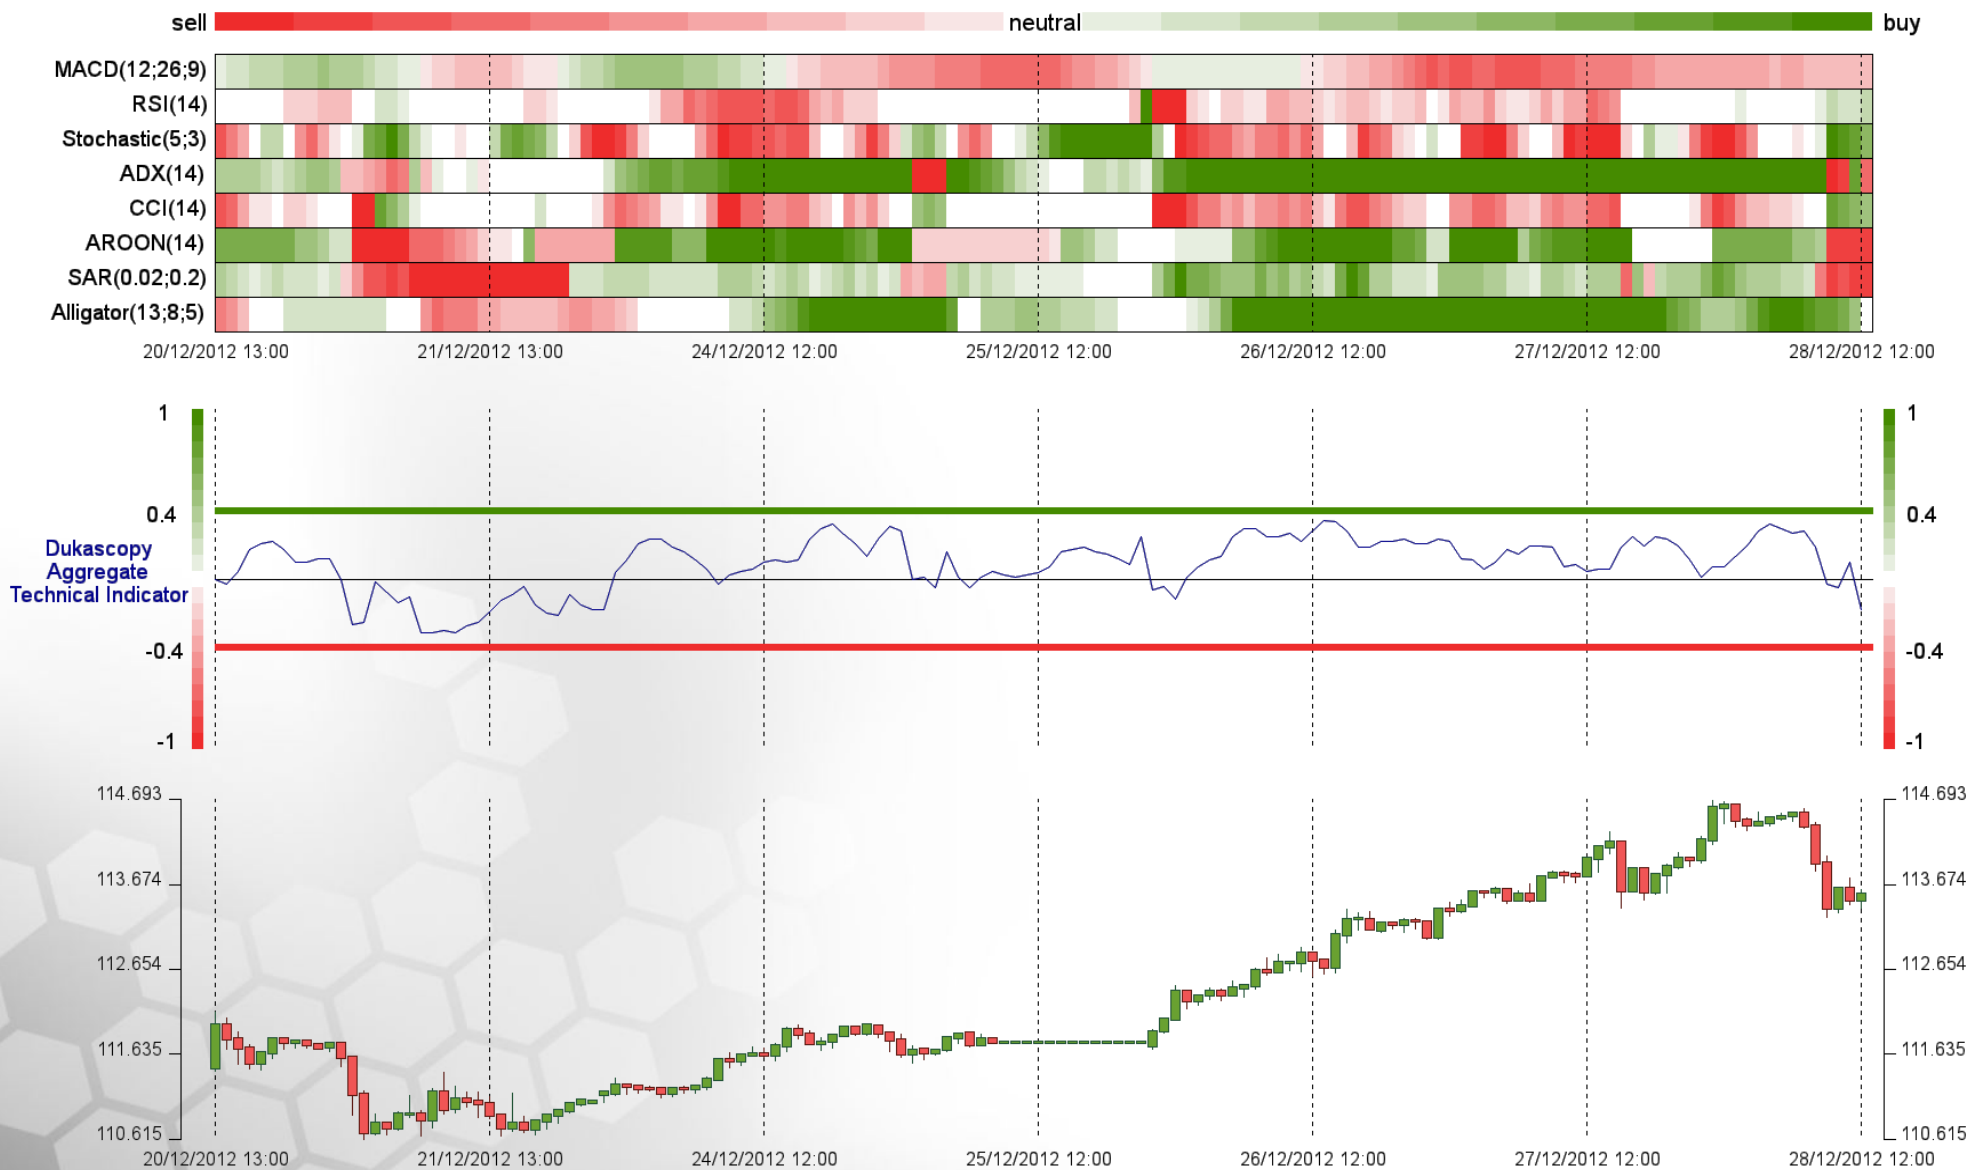 sell neutral buy
MACD(12;26;9)
RSI(14)
Stochastic(5;3)
ADX(14)
CCI(14)
AROON(14)
SAR(0.02;0.2)
Alligator(13;8;5)
20/12/2012 13:00 21/12/2012 13:00 24/12/2012 12:00 25/12/2012 12:00 26/12/2012 12:00 27/12/2012 12:00 28/12/2012 12:00
1 1
0.4 0.4
Dukascopy
Aggregate
Technical Indicator
-0.4 -0.4
-1 -1
114.693 114.693
113.674 113.674
112.654 112.654
111.635 111.635
110.615 110.615
20/12/2012 13:00 21/12/2012 13:00 24/12/2012 12:00 25/12/2012 12:00 26/12/2012 12:00 27/12/2012 12:00 28/12/2012 12:00